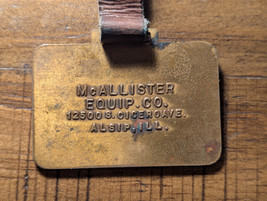 McALLISTER
EQUIP. CO.
12500 S. CICERO AVE.
ALSIP, ILL.